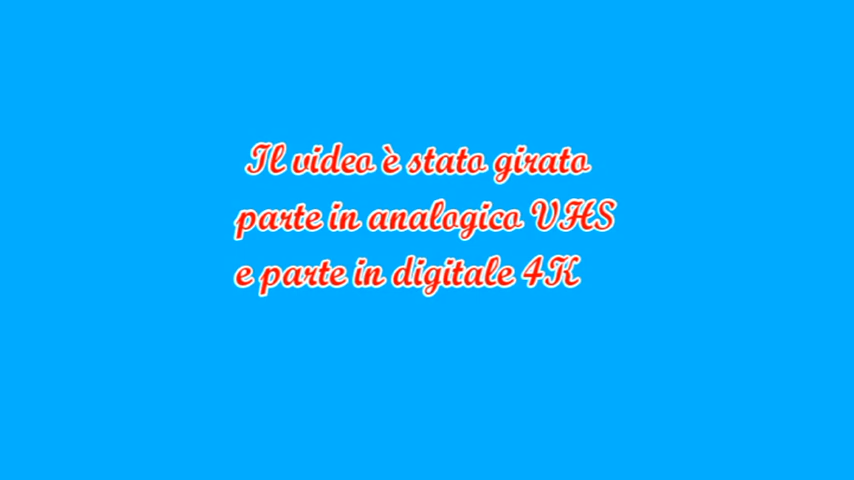 Il video è stato girato
parte in analogico VHS
e parte in digitale 4K